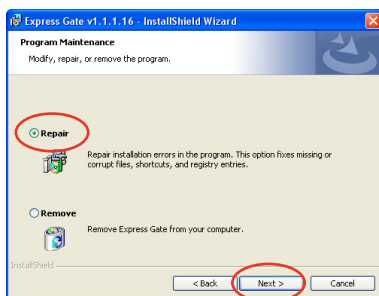 Express Gate v1.1.1.16 - InstallShield Wizard
Program Maintenance
Modify, repair, or remove the program.
Repair
Repair installation errors in the program. This option fixes missing or
corrupt files, shortcuts, and registry entries.
Remove
Remove Express Gate from your computer.
InstallShield
< Back Next > Cancel